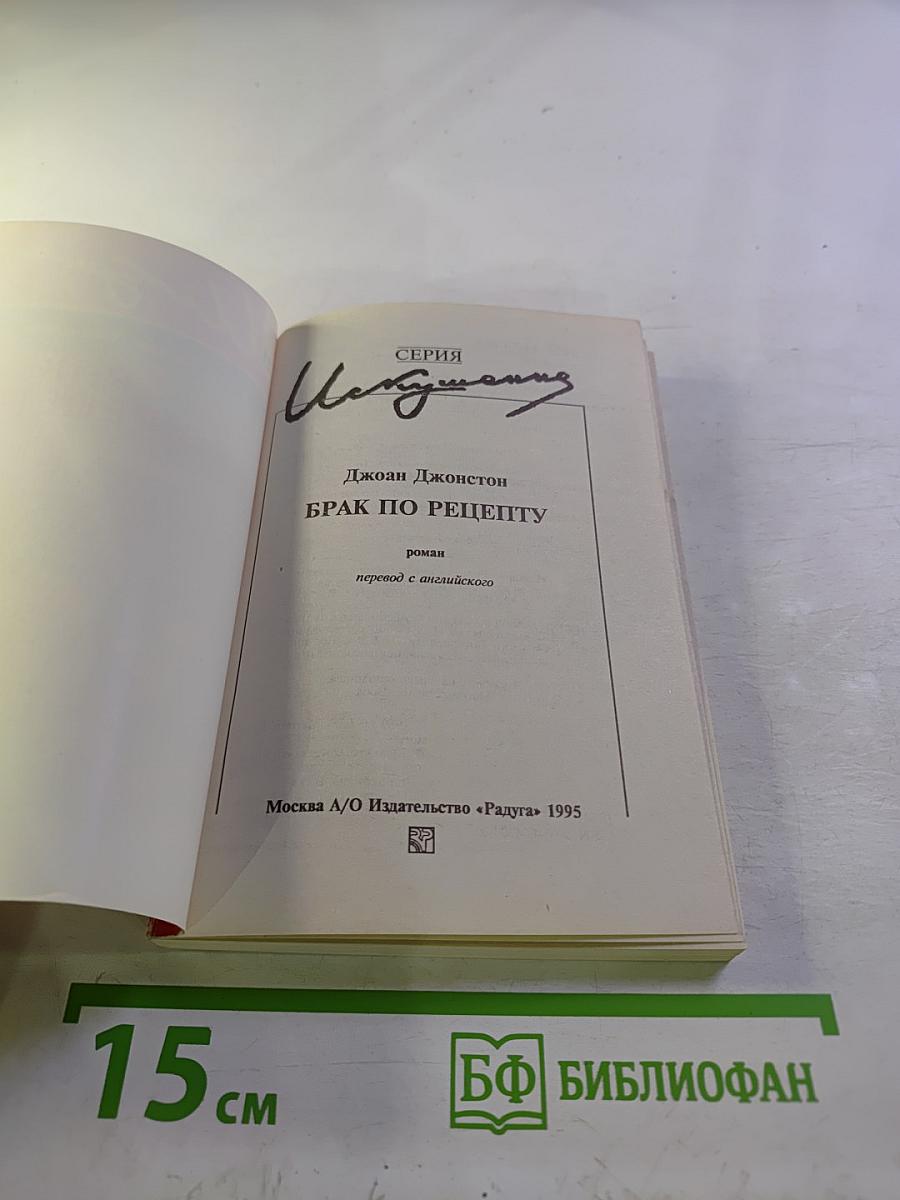 СЕРИЯ
Искушение
Джоан Джонстон
БРАК ПО РЕЦЕПТУ
роман
перевод с английского
Москва А/О Издательство «Радуга» 1995
15 см
БФ БИБЛИОФАН